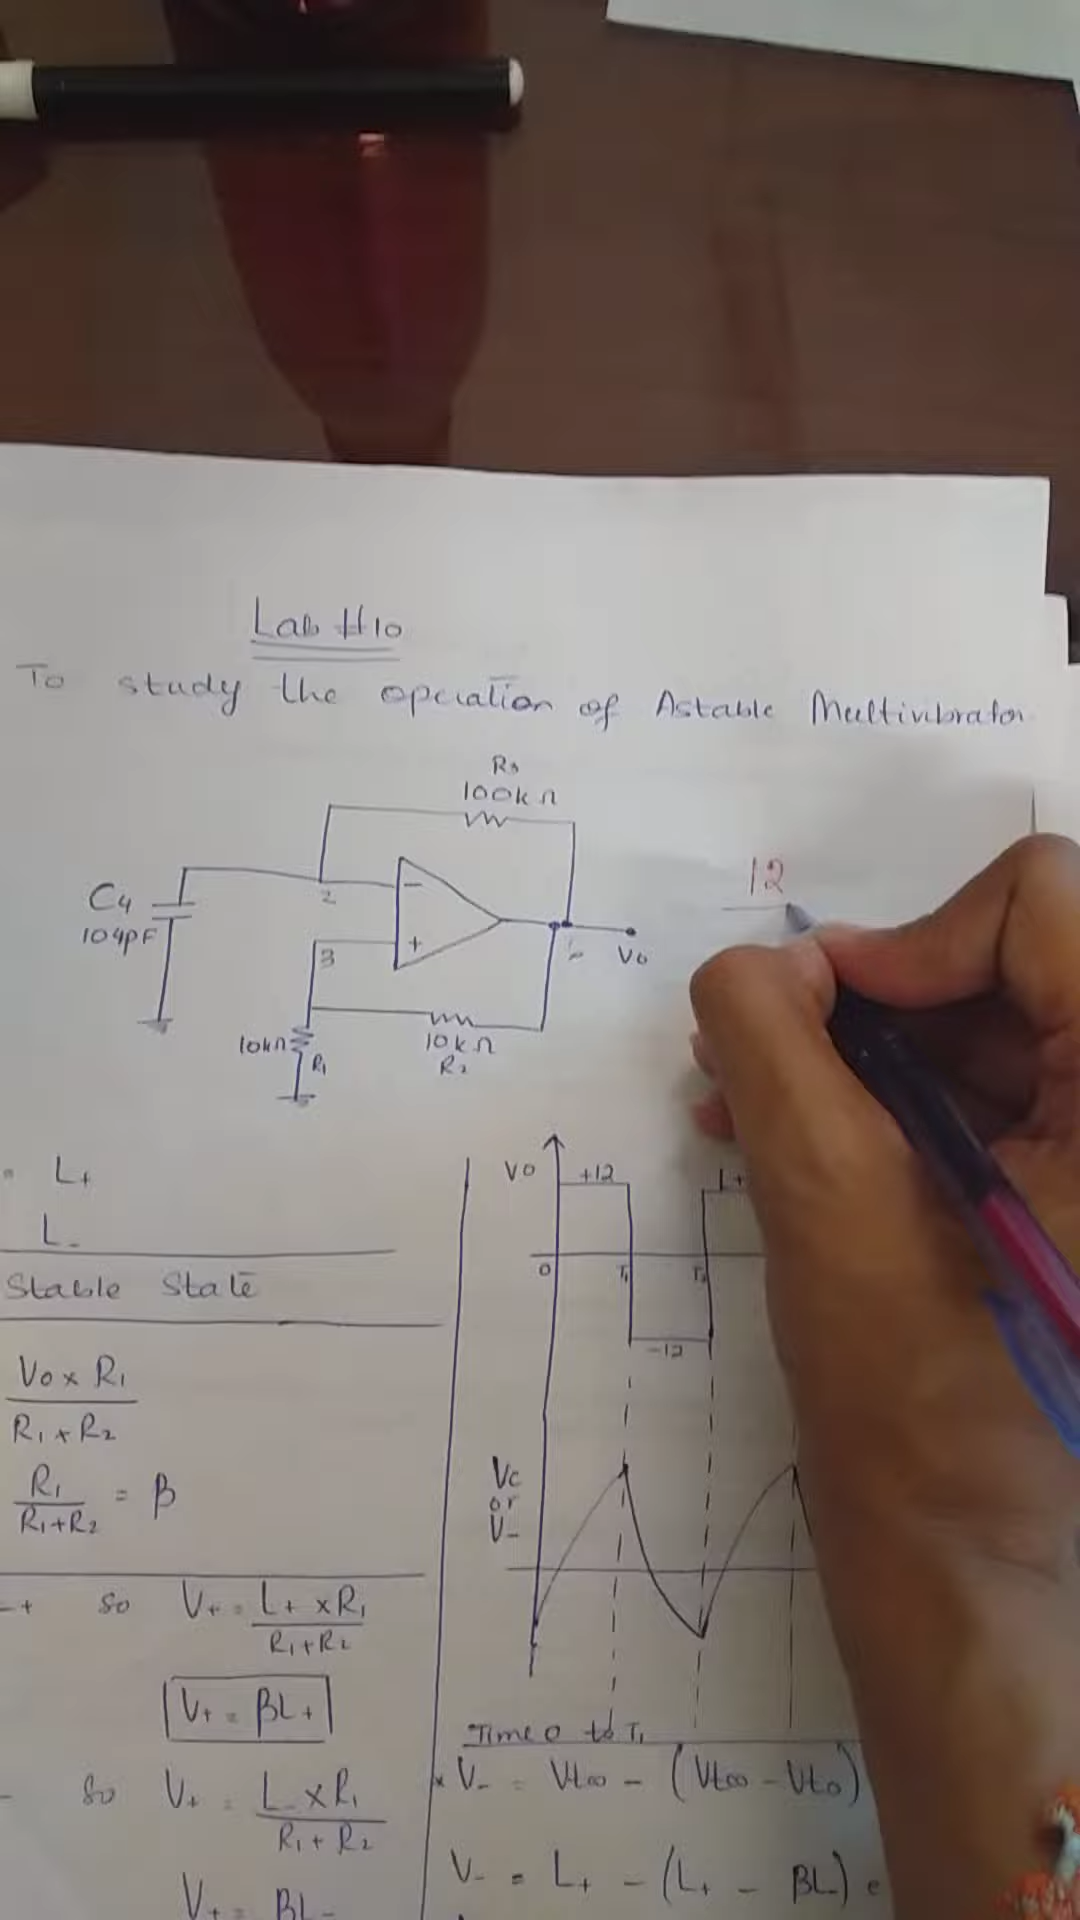 Lab #10
To study the operation of Astable Multivibrator
R3
100kΩ
12
C4
104pF
2
-
+
3
Vo
10kΩ
R1
10kΩ
R2
= L+
L-
Stable State
Vo x R1
R1 + R2
R1
R1+R2
= β
so V+ = L+ x R1
R1+R2
V+ = βL+
so V+ = L- x R1
R1 + R2
V+ = βL-
Vo
+12
L+
0
T1
-12
Vc
or
V-
Time 0 to T1
V- = Vt∞ - (Vt∞ - Vto)
V- = L+ - (L+ - βL-) e